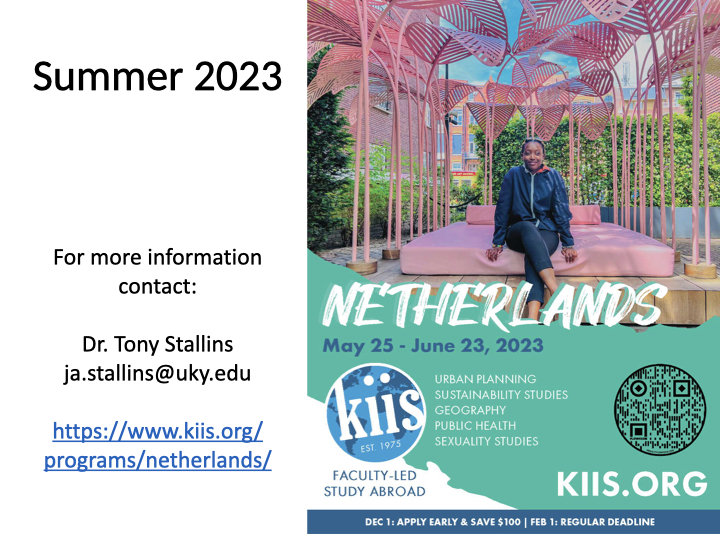 Summer 2023
For more information
contact:
Dr. Tony Stallins
ja.stallins@uky.edu
https://www.kiis.org/
programs/netherlands/
NETHERLANDS
May 25 - June 23, 2023
kiis
EST. 1975
FACULTY-LED
STUDY ABROAD
URBAN PLANNING
SUSTAINABILITY STUDIES
GEOGRAPHY
PUBLIC HEALTH
SEXUALITY STUDIES
KIIS.ORG
DEC 1: APPLY EARLY & SAVE $100 | FEB 1: REGULAR DEADLINE